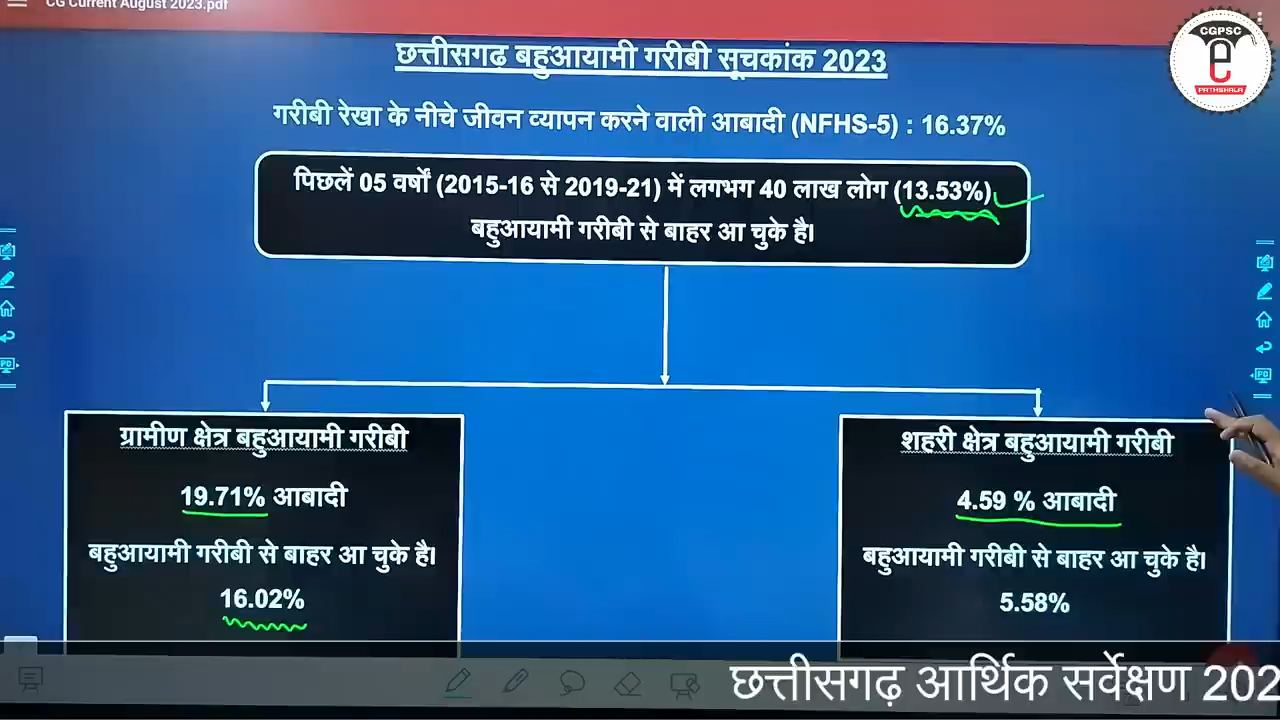 CG Current August 2023.pdf
CGPSC
e
PATHSHALA
छत्तीसगढ बहुआयामी गरीबी सूचकांक 2023
गरीबी रेखा के नीचे जीवन व्यापन करने वाली आबादी (NFHS-5) : 16.37%
पिछलें 05 वर्षों (2015-16 से 2019-21) में लगभग 40 लाख लोग (13.53%)
बहुआयामी गरीबी से बाहर आ चुके है।
ग्रामीण क्षेत्र बहुआयामी गरीबी
19.71% आबादी
बहुआयामी गरीबी से बाहर आ चुके है।
16.02%
शहरी क्षेत्र बहुआयामी गरीबी
4.59 % आबादी
बहुआयामी गरीबी से बाहर आ चुके है।
5.58%
छत्तीसगढ़ आर्थिक सर्वेक्षण 202